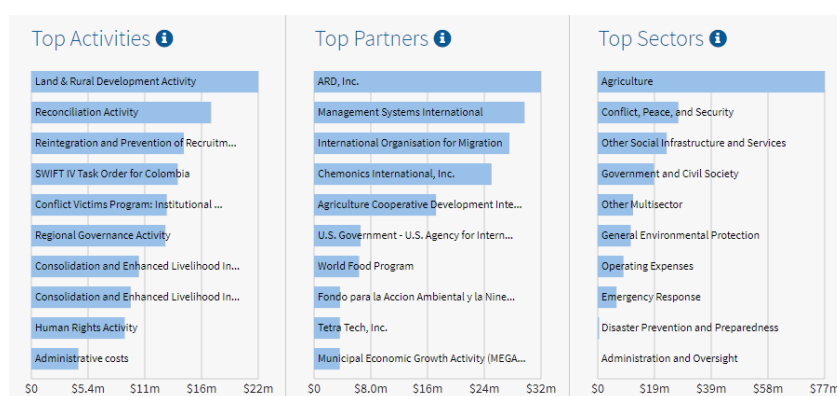 Top Activities
Land & Rural Development Activity
Reconciliation Activity
Reintegration and Prevention of Recruitm...
SWIFT IV Task Order for Colombia
Conflict Victims Program: Institutional ...
Regional Governance Activity
Consolidation and Enhanced Livelihood In...
Consolidation and Enhanced Livelihood In...
Human Rights Activity
Administrative costs
$0 $5.4m $11m $16m $22m
Top Partners
ARD, Inc.
Management Systems International
International Organisation for Migration
Chemonics International, Inc.
Agriculture Cooperative Development Inte...
U.S. Government - U.S. Agency for Intern...
World Food Program
Fondo para la Accion Ambiental y la Nine...
Tetra Tech, Inc.
Municipal Economic Growth Activity (MEGA...
$0 $8.0m $16m $24m $32m
Top Sectors
Agriculture
Conflict, Peace, and Security
Other Social Infrastructure and Services
Government and Civil Society
Other Multisector
General Environmental Protection
Operating Expenses
Emergency Response
Disaster Prevention and Preparedness
Administration and Oversight
$0 $19m $39m $58m $77m